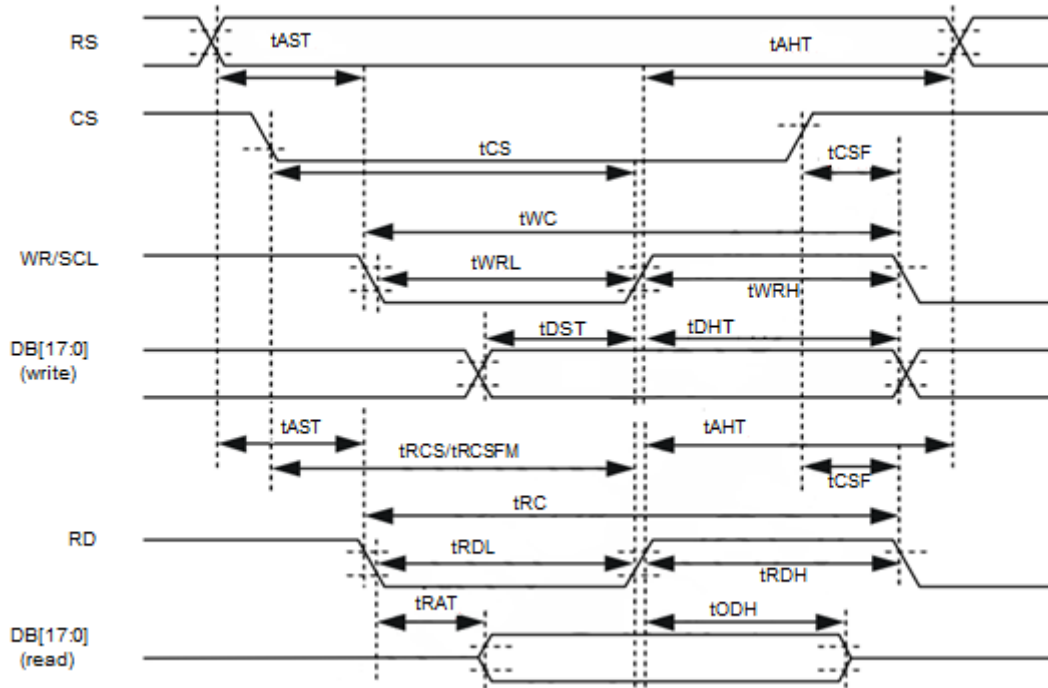 RS
tAST
tAHT
CS
tCS
tCSF
tWC
WR/SCL
tWRL
tWRH
tDST
tDHT
DB[17:0]
(write)
tAST
tAHT
tRCS/tRCSFM
tCSF
tRC
RD
tRDL
tRDH
tRAT
tODH
DB[17:0]
(read)